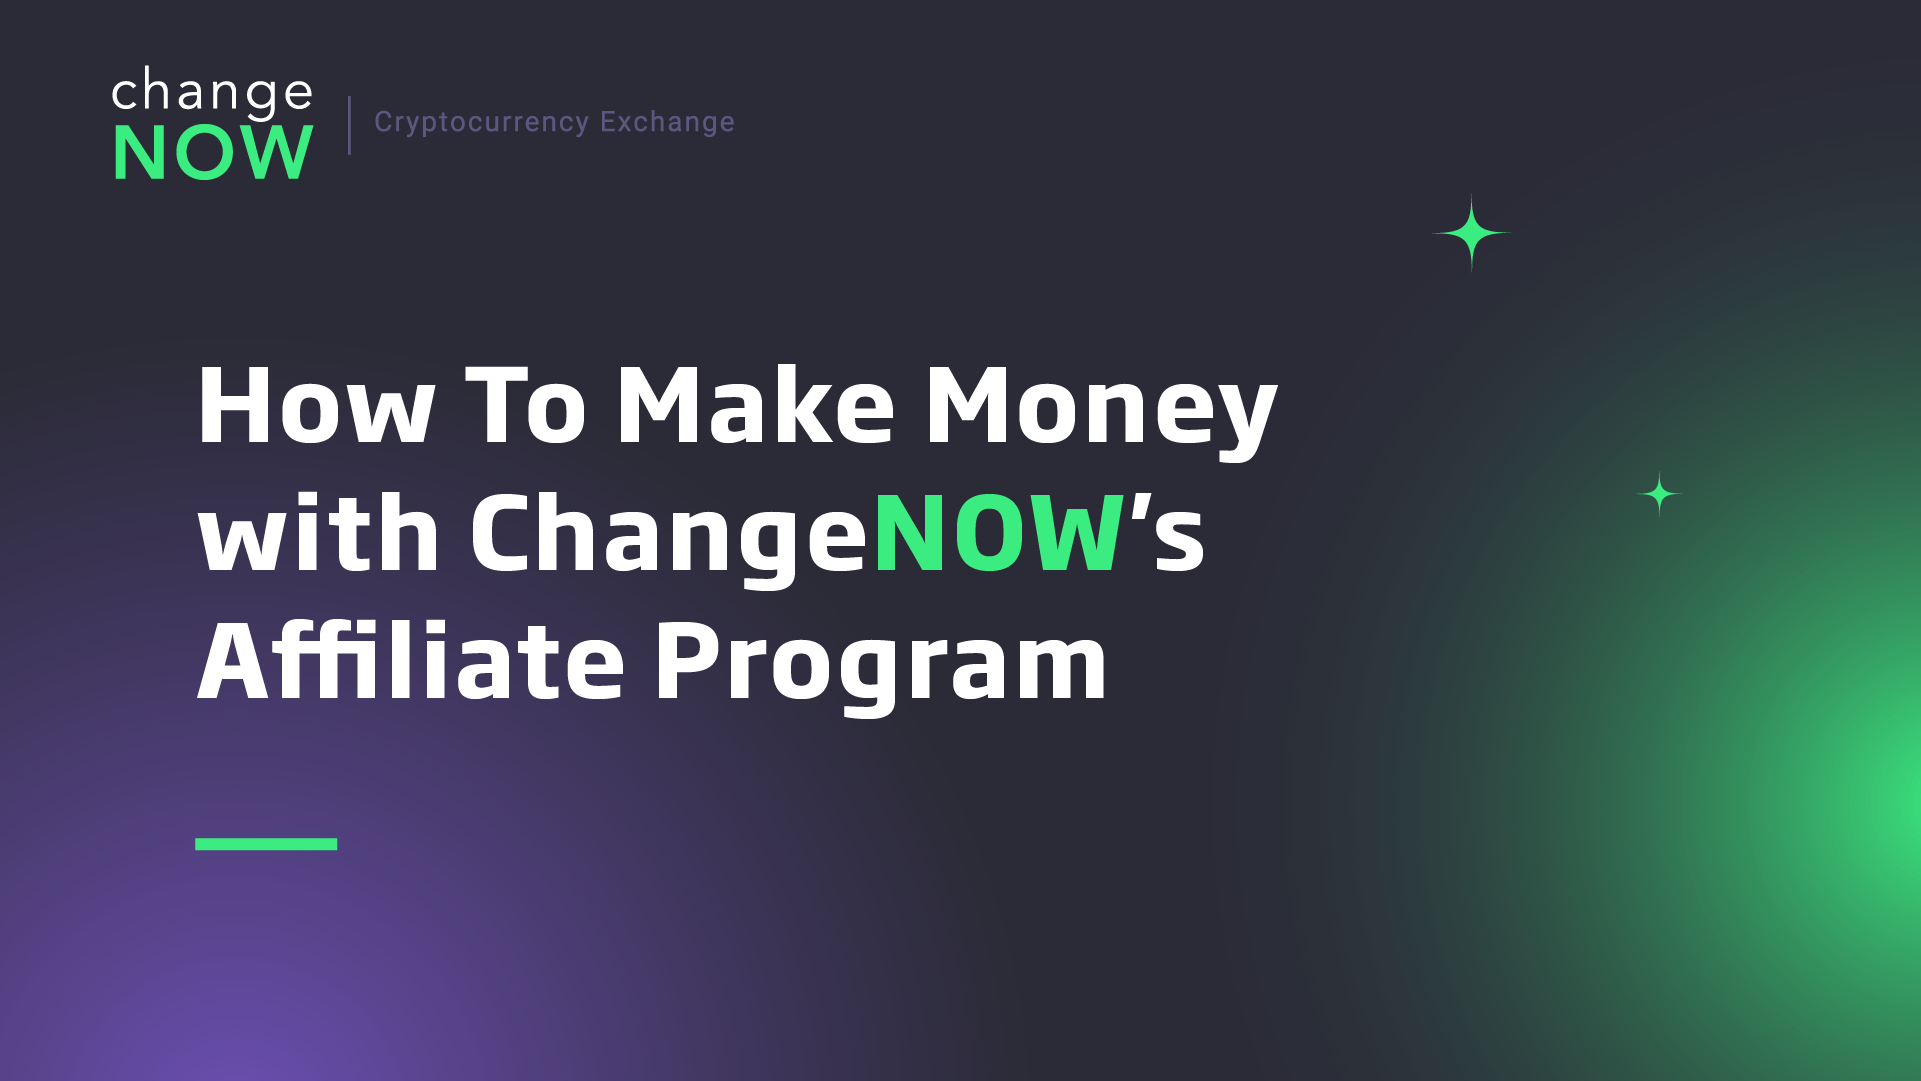 change
NOW
Cryptocurrency Exchange
How To Make Money
with ChangeNOW’s
Affiliate Program